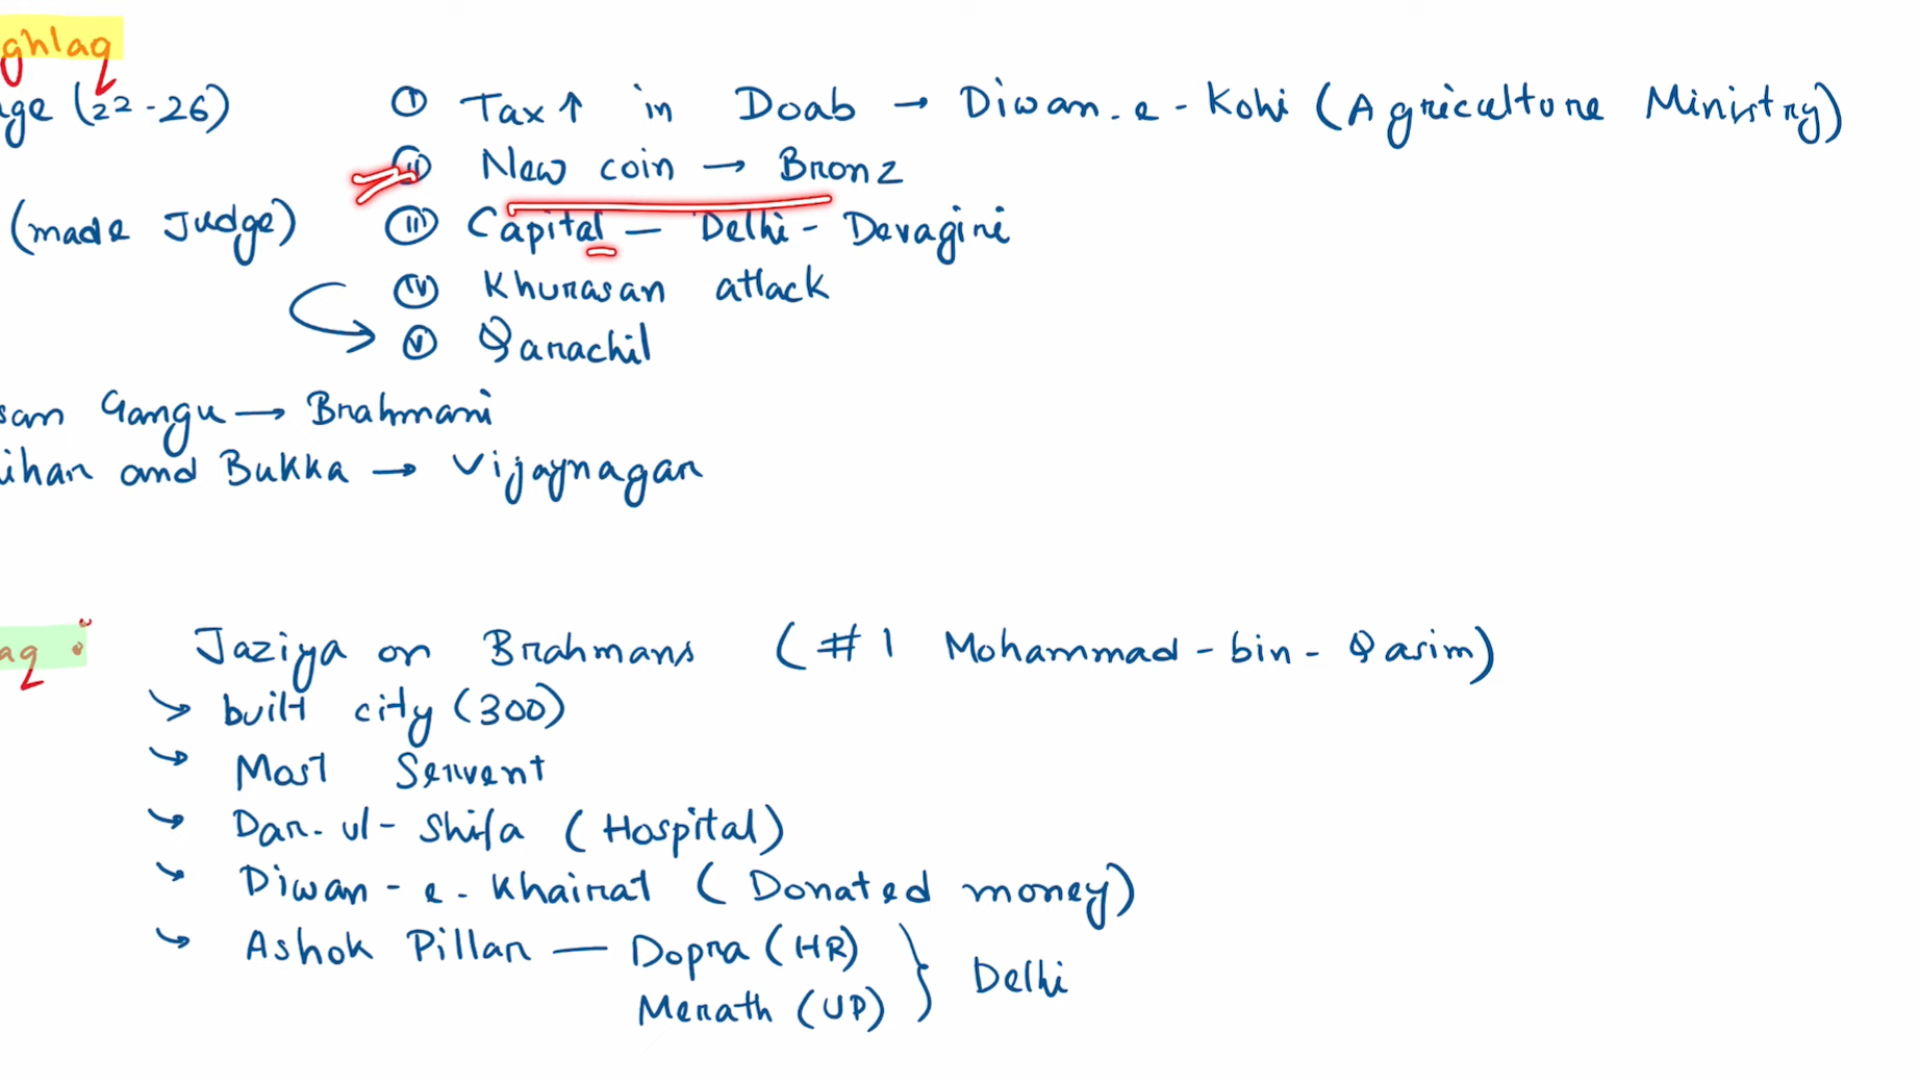 ghlaq
ge (22-26)
① Tax↑ in Doab → Diwan-e-Kohi (Agriculture Ministry)
(ii) New coin → Bronz
(made Judge)
(iii) Capital — Delhi - Devagiri
(iv) Khurasan attack
(v) Qarachil
sam Gangu → Brahmani
ihar and Bukka → Vijaynagar
aq :
Jaziya on Brahmans (#1 Mohammad-bin-Qasim)
↘ built city (300)
↘ Most Servent
↘ Dar-ul-Shifa (Hospital)
↘ Diwan-e-Khairat (Donated money)
↘ Ashok Pillar — Dopra (HR) } Delhi
Merath (UP)